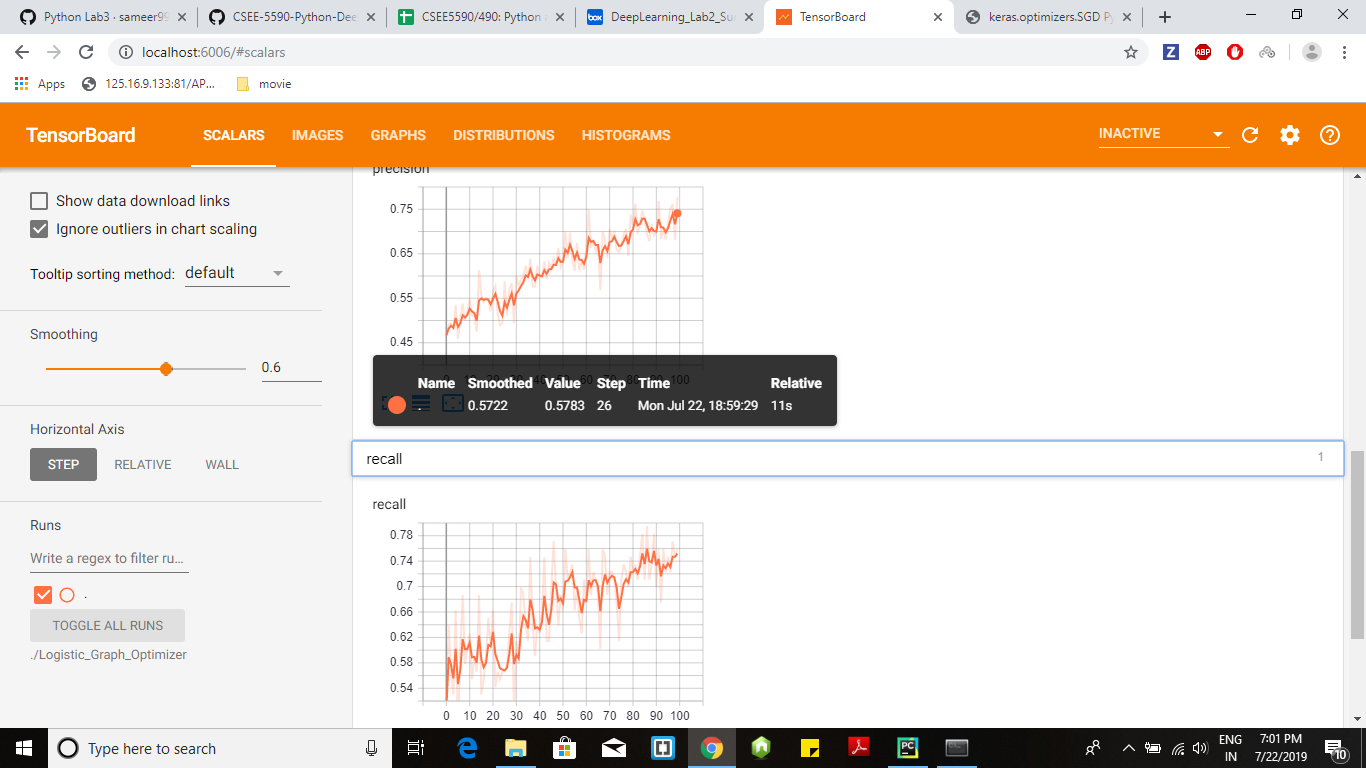 Python Lab3 · sameer99
CSEE-5590-Python-Dee
CSEE5590/490: Python
DeepLearning_Lab2_Su
TensorBoard
keras.optimizers.SGD Py
localhost:6006/#scalars
Apps
125.16.9.133:81/AP...
movie
TensorBoard
SCALARS
IMAGES
GRAPHS
DISTRIBUTIONS
HISTOGRAMS
INACTIVE
Show data download links
Ignore outliers in chart scaling
Tooltip sorting method: default
Smoothing
0.6
Horizontal Axis
STEP RELATIVE WALL
Runs
Write a regex to filter ru...
.
TOGGLE ALL RUNS
./Logistic_Graph_Optimizer
precision
0.75
0.65
0.55
0.45
0 10 20 30 40 50 60 70 80 90 100
Name Smoothed Value Step Time Relative
. 0.5722 0.5783 26 Mon Jul 22, 18:59:29 11s
recall 1
recall
0.78
0.74
0.7
0.66
0.62
0.58
0.54
0 10 20 30 40 50 60 70 80 90 100
Type here to search
ENG
IN
7:01 PM
7/22/2019
10